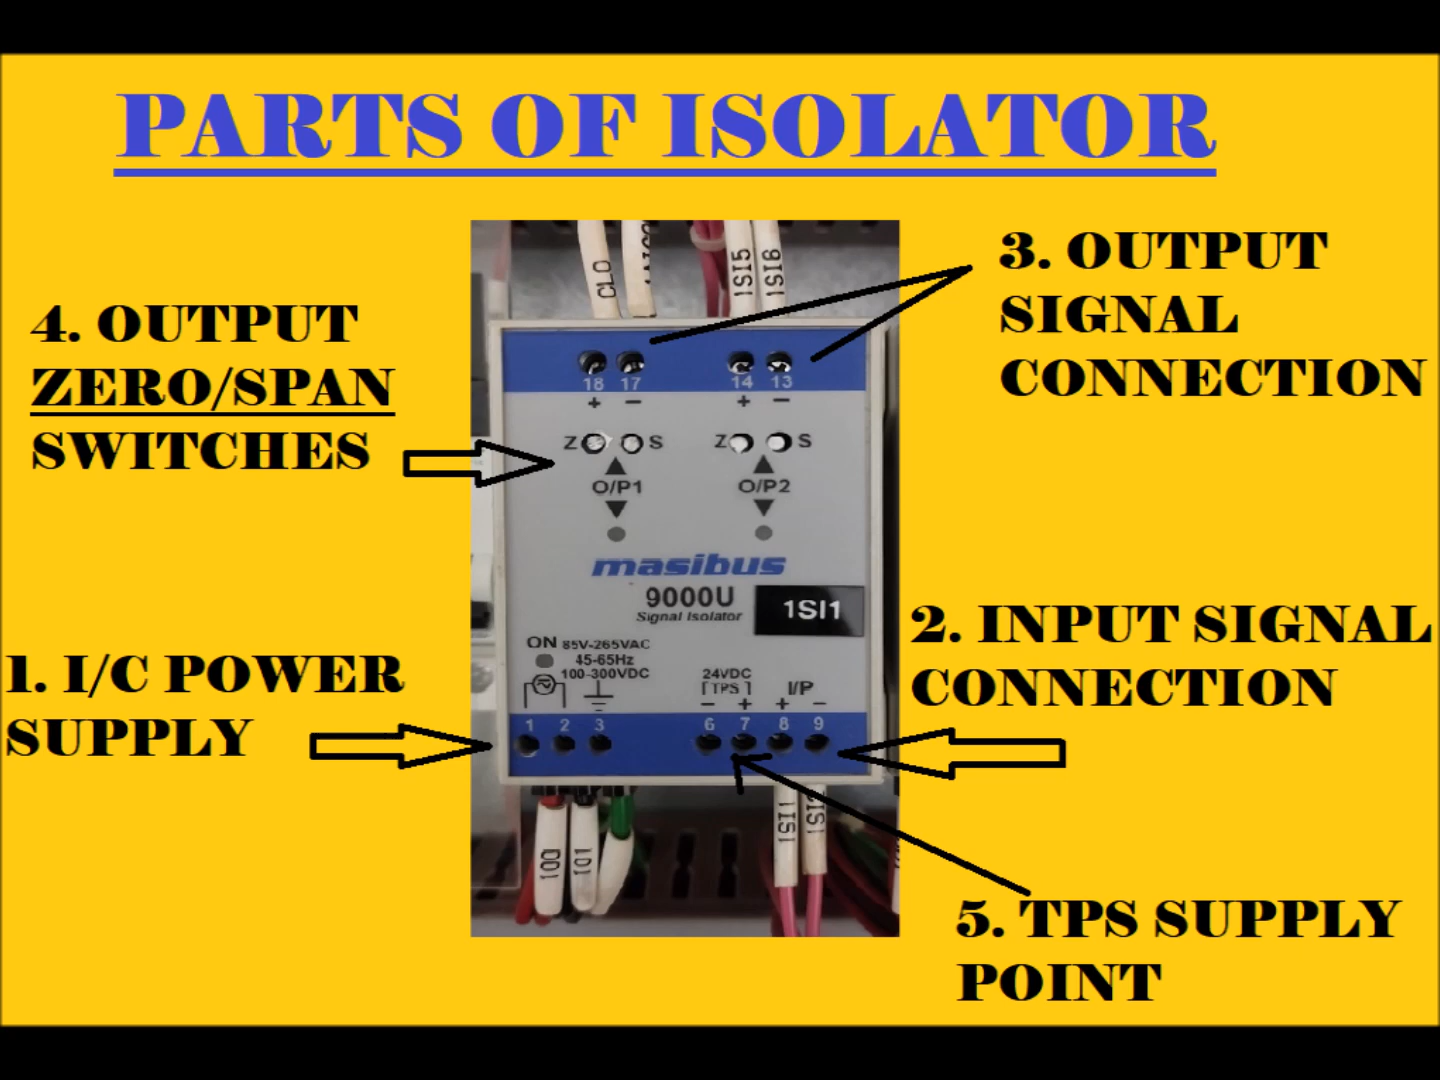 PARTS OF ISOLATOR
3. OUTPUT
SIGNAL
CONNECTION
4. OUTPUT
ZERO/SPAN
SWITCHES
CLO
1SI5
1SI6
18 17 14 13
+ − + −
Z S Z S
O/P1 O/P2
masibus
9000U
Signal Isolator
1SI1
ON 85V-265VAC
45-65Hz
100-300VDC
24VDC
[TPS] I/P
− + + −
1 2 3 6 7 8 9
1. I/C POWER
SUPPLY
2. INPUT SIGNAL
CONNECTION
100
101
1SI1
5. TPS SUPPLY
POINT